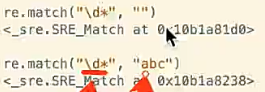 re.match("\d*", "")
<_sre.SRE_Match at 0x10b1a81d0>
re.match("\d*", "abc")
<_sre.SRE_Match at 0x10b1a8238>